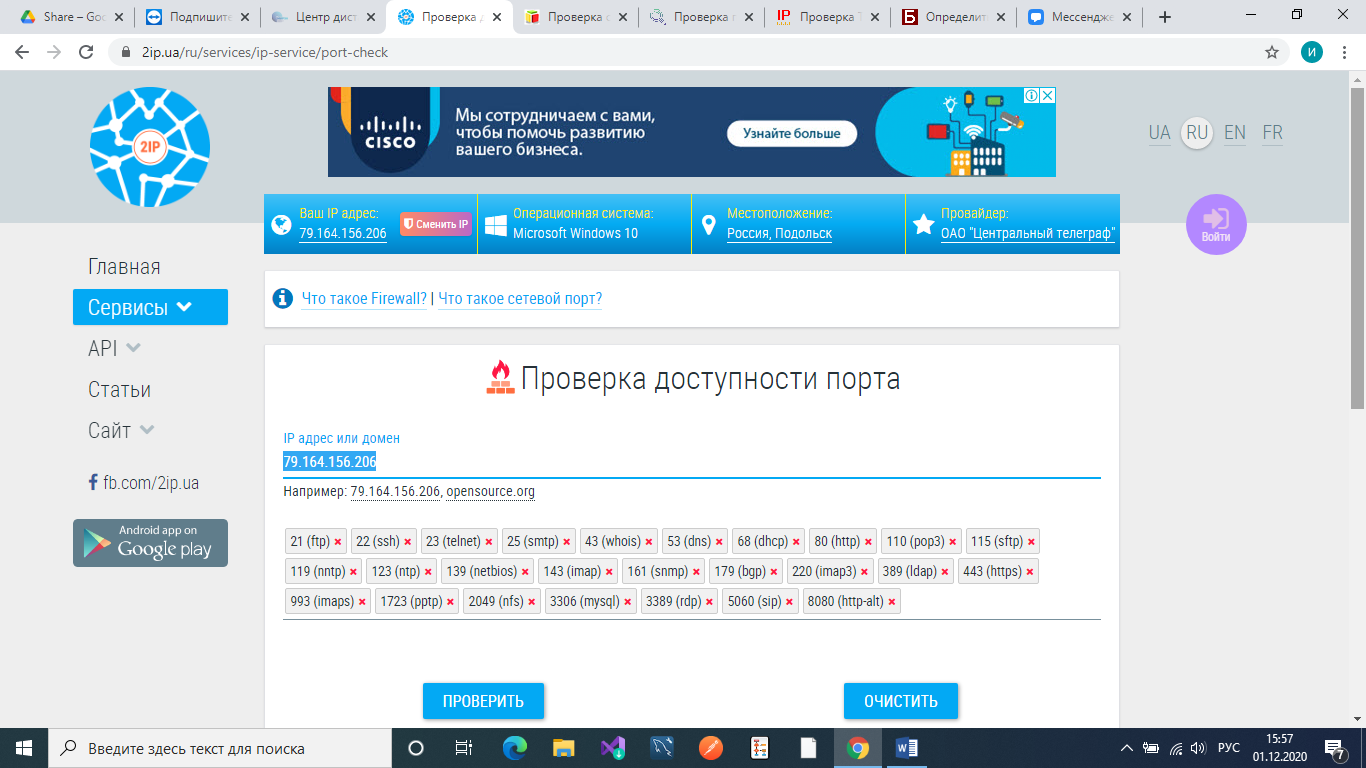 Share – Goo
Подпишите
Центр дист
Проверка д
Проверка с
Проверка п
IP Проверка T
Определит
Мессендже
2ip.ua/ru/services/ip-service/port-check
И
2IP
CISCO
Мы сотрудничаем с вами,
чтобы помочь развитию
вашего бизнеса.
Узнайте больше
UA RU EN FR
Ваш IP адрес:
79.164.156.206
Сменить IP
Операционная система:
Microsoft Windows 10
Местоположение:
Россия, Подольск
Провайдер:
ОАО "Центральный телеграф"
Войти
Главная
Сервисы
API
Статьи
Сайт
fb.com/2ip.ua
Android app on
Google play
Что такое Firewall? | Что такое сетевой порт?
Проверка доступности порта
IP адрес или домен
79.164.156.206
Например: 79.164.156.206, opensource.org
21 (ftp) × 22 (ssh) × 23 (telnet) × 25 (smtp) × 43 (whois) × 53 (dns) × 68 (dhcp) × 80 (http) × 110 (pop3) × 115 (sftp) ×
119 (nntp) × 123 (ntp) × 139 (netbios) × 143 (imap) × 161 (snmp) × 179 (bgp) × 220 (imap3) × 389 (ldap) × 443 (https) ×
993 (imaps) × 1723 (pptp) × 2049 (nfs) × 3306 (mysql) × 3389 (rdp) × 5060 (sip) × 8080 (http-alt) ×
ПРОВЕРИТЬ
ОЧИСТИТЬ
Введите здесь текст для поиска
РУС
15:57
01.12.2020
7